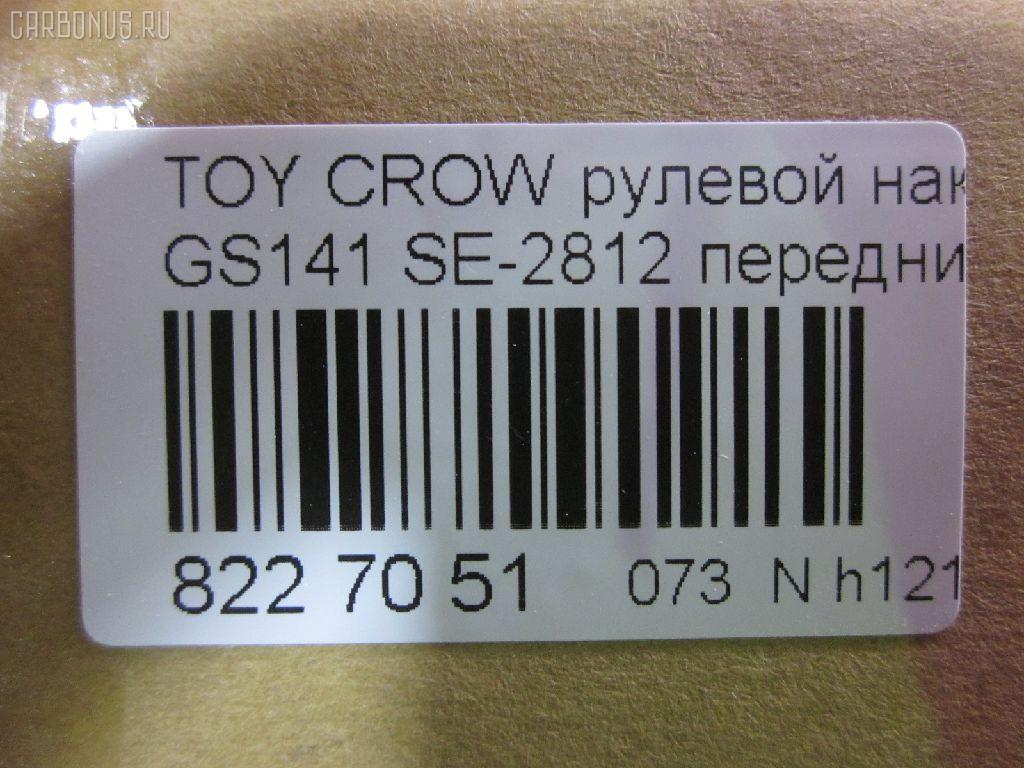 CARBONUS.RU
TOY CROW рулевой нак
GS141 SE-2812 передни
822 70 51 073 N h121